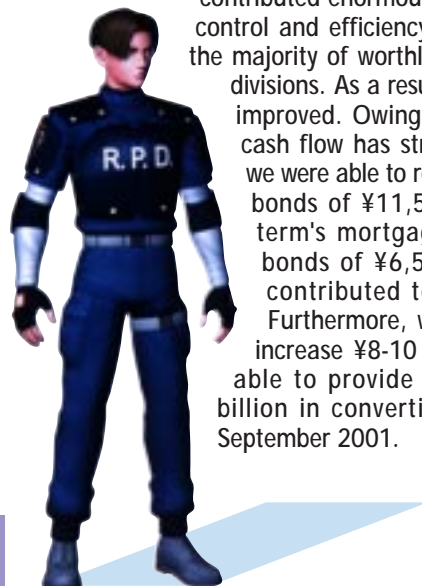 contributed enormou
control and efficiency
the majority of worthl
divisions. As a resu
improved. Owing
cash flow has str
we were able to r
bonds of ¥11,5
term's mortgag
bonds of ¥6,5
contributed t
Furthermore, w
increase ¥8-10
able to provide
billion in converti
September 2001.
R.P.D.